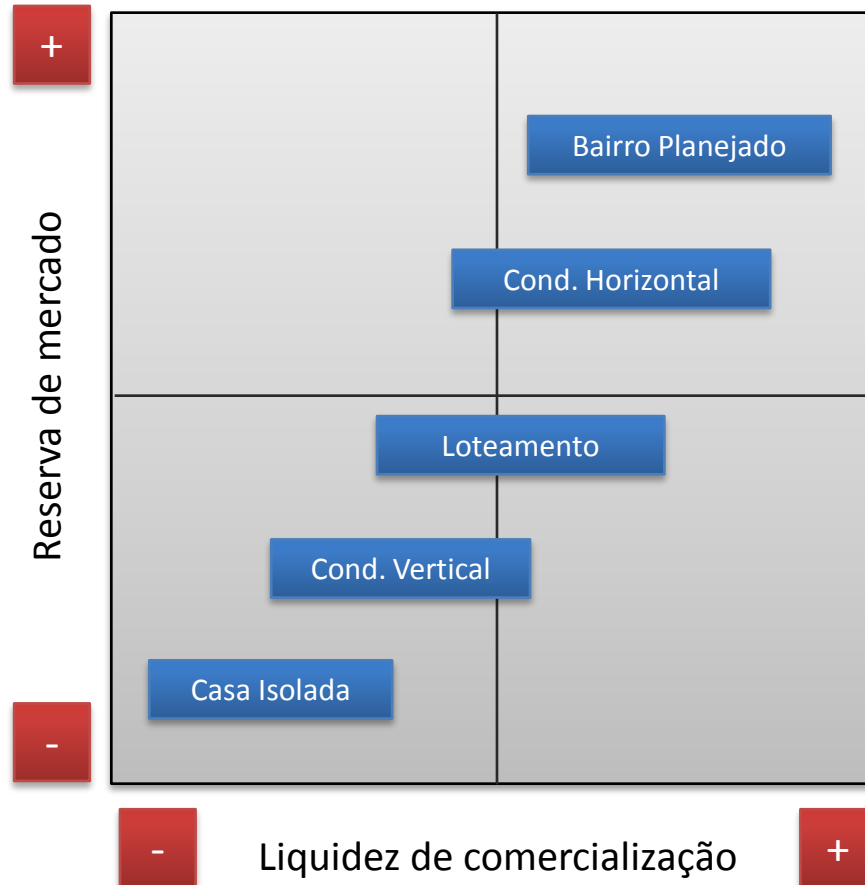 +
Bairro Planejado
Cond. Horizontal
Reserva de mercado
Loteamento
Cond. Vertical
Casa Isolada
-
-
Liquidez de comercialização
+